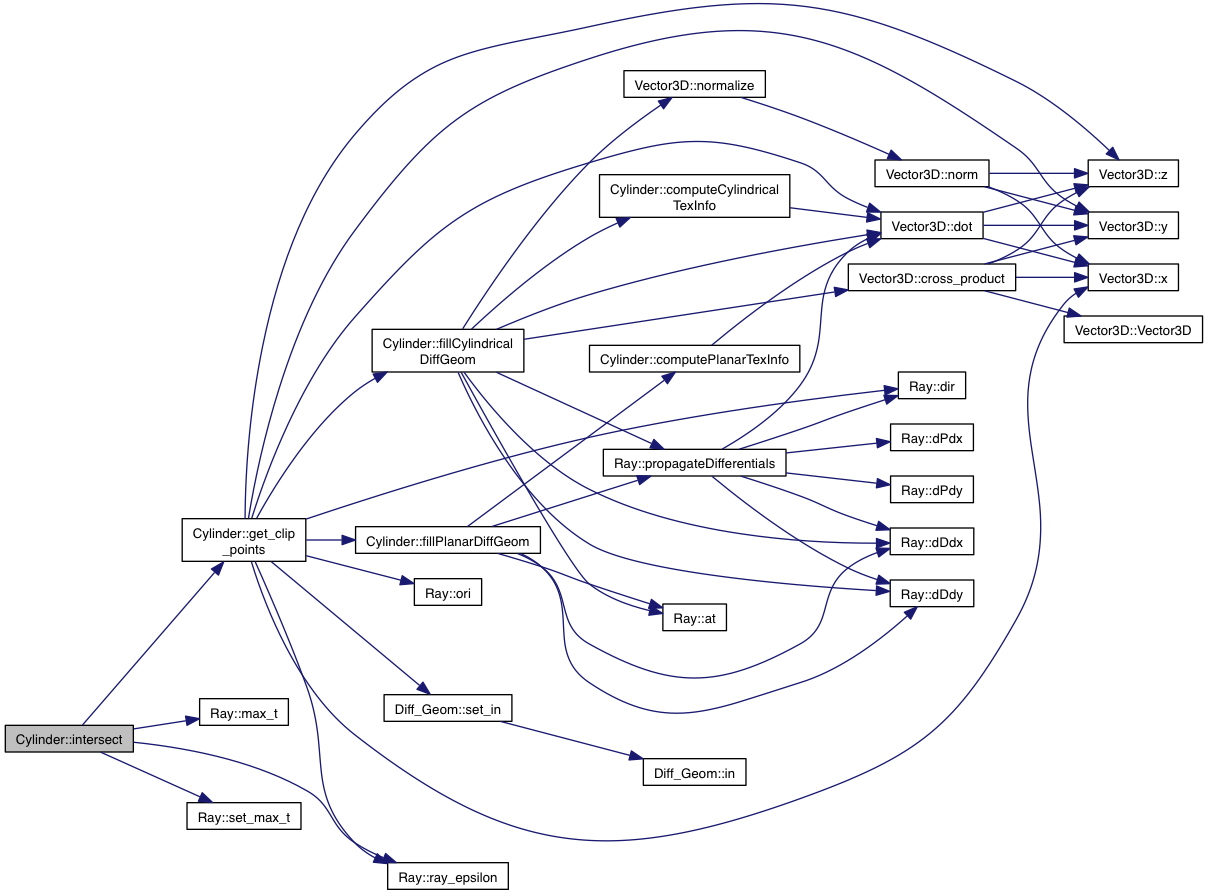 Vector3D::normalize
Vector3D::norm
Vector3D::z
Cylinder::computeCylindrical
TexInfo
Vector3D::dot
Vector3D::y
Vector3D::cross_product
Vector3D::x
Vector3D::Vector3D
Cylinder::fillCylindrical
DiffGeom
Cylinder::computePlanarTexInfo
Ray::dir
Ray::dPdx
Ray::propagateDifferentials
Ray::dPdy
Cylinder::get_clip
_points
Cylinder::fillPlanarDiffGeom
Ray::dDdx
Ray::ori
Ray::dDdy
Ray::at
Diff_Geom::set_in
Ray::max_t
Cylinder::intersect
Diff_Geom::in
Ray::set_max_t
Ray::ray_epsilon